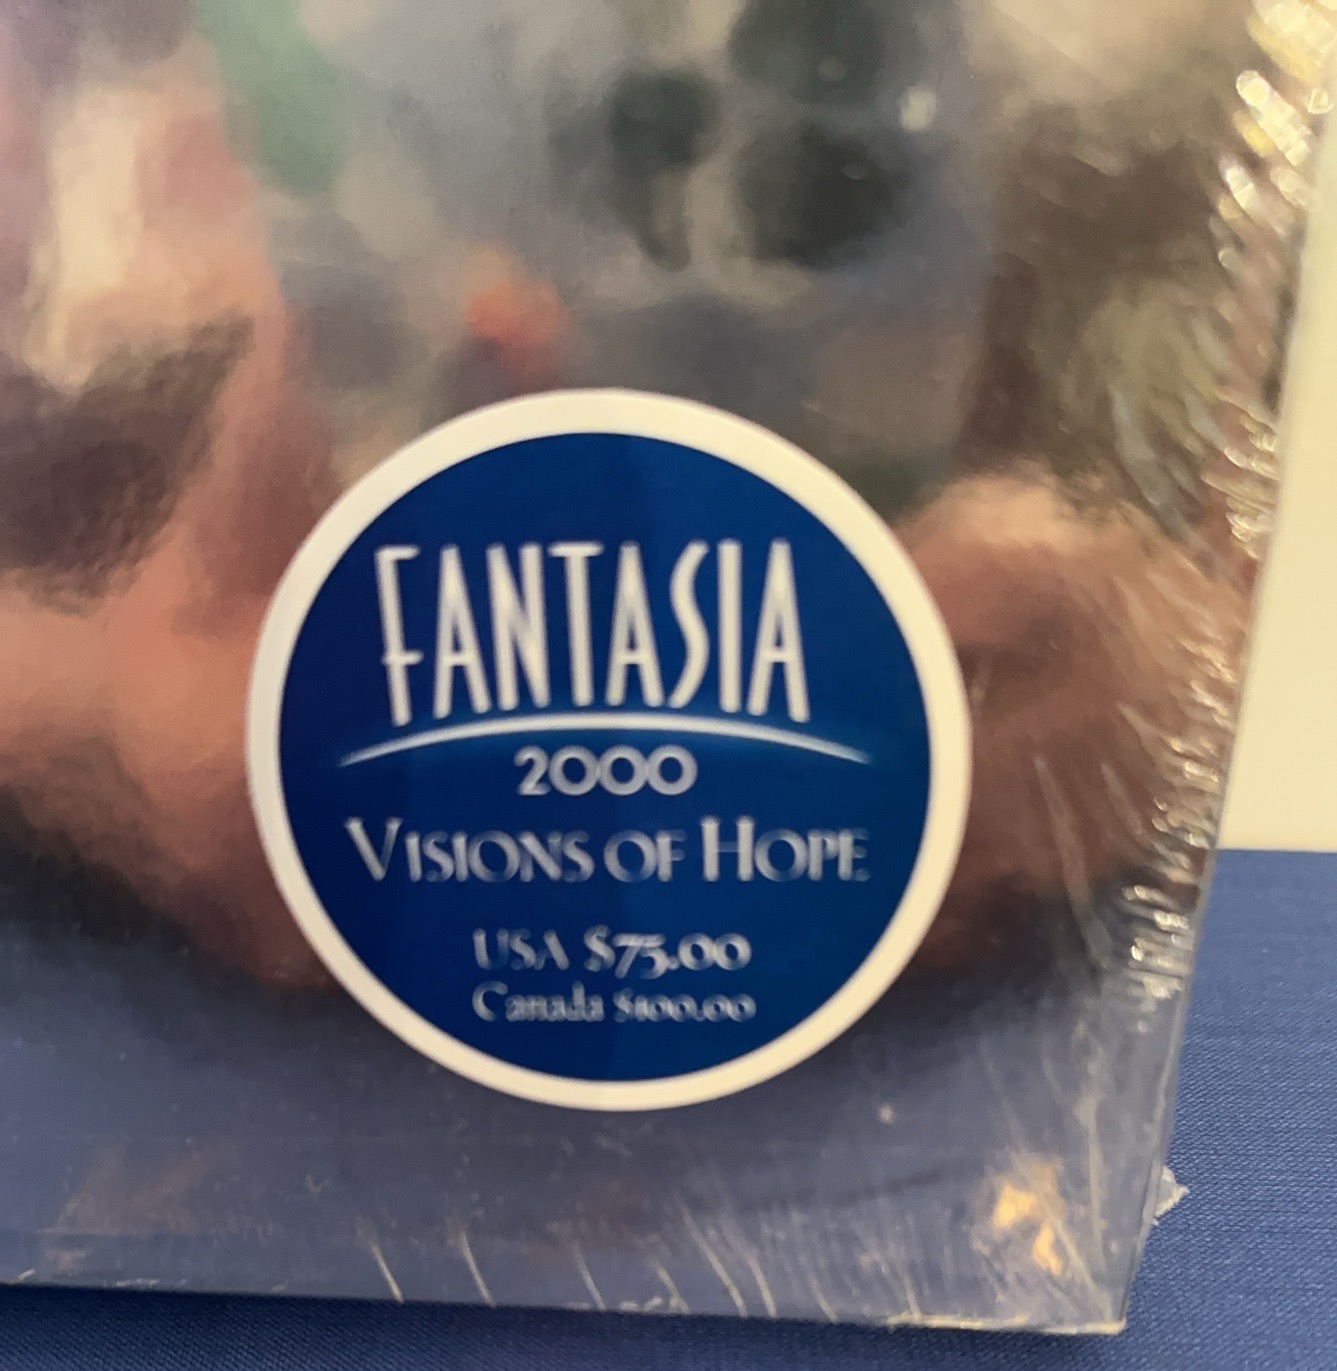 FANTASIA
2000
VISIONS OF HOPE
USA $75.00
Canada $100.00